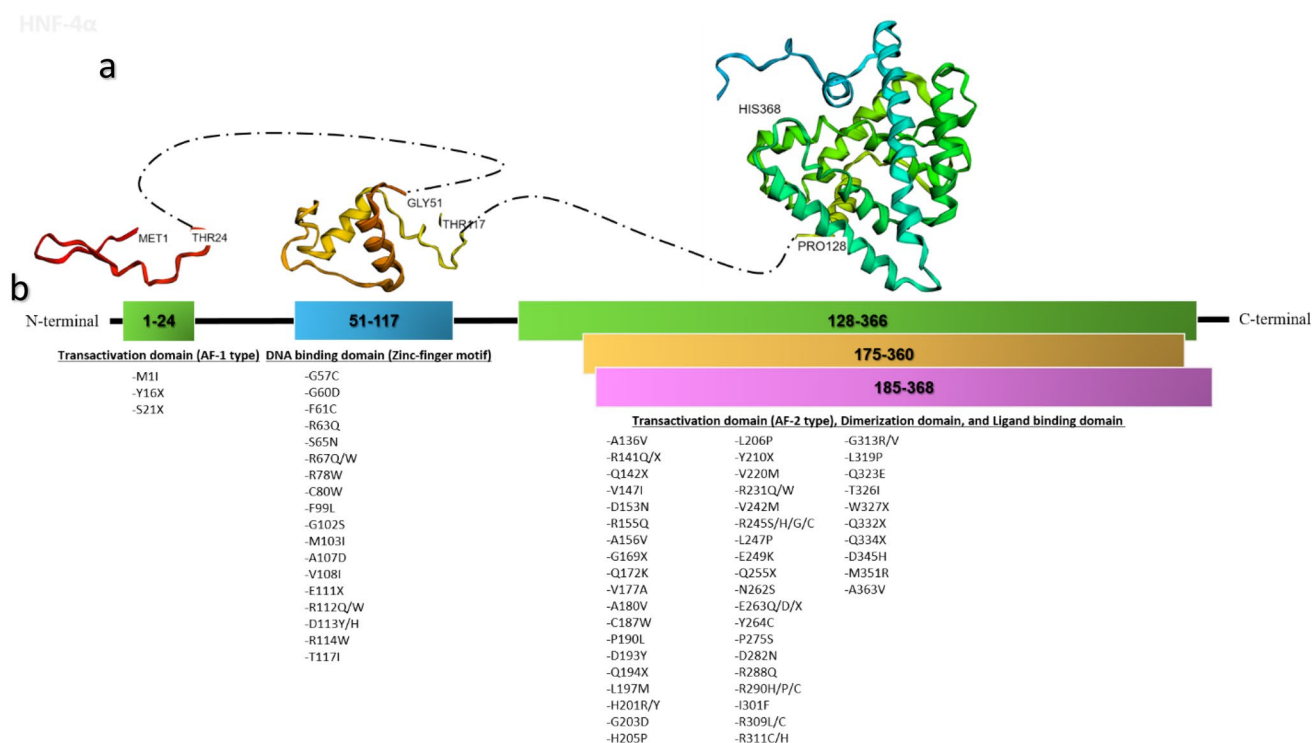 HNF-4α
a
HIS368
GLY51
THR117
MET1
THR24
PRO128
b
N-terminal
1-24
51-117
128-366
C-terminal
175-360
185-368
Transactivation domain (AF-1 type)
-M1I
-Y16X
-S21X
DNA binding domain (Zinc-finger motif)
-G57C
-G60D
-F61C
-R63Q
-S65N
-R67Q/W
-R78W
-C80W
-F99L
-G102S
-M103I
-A107D
-V108I
-E111X
-R112Q/W
-D113Y/H
-R114W
-T117I
Transactivation domain (AF-2 type), Dimerization domain, and Ligand binding domain
-A136V
-R141Q/X
-Q142X
-V147I
-D153N
-R155Q
-A156V
-G169X
-Q172K
-V177A
-A180V
-C187W
-P190L
-D193Y
-Q194X
-L197M
-H201R/Y
-G203D
-H205P
-L206P
-Y210X
-V220M
-R231Q/W
-V242M
-R245S/H/G/C
-L247P
-E249K
-Q255X
-N262S
-E263Q/D/X
-Y264C
-P275S
-D282N
-R288Q
-R290H/P/C
-I301F
-R309L/C
-R311C/H
-G313R/V
-L319P
-Q323E
-T326I
-W327X
-Q332X
-Q334X
-D345H
-M351R
-A363V